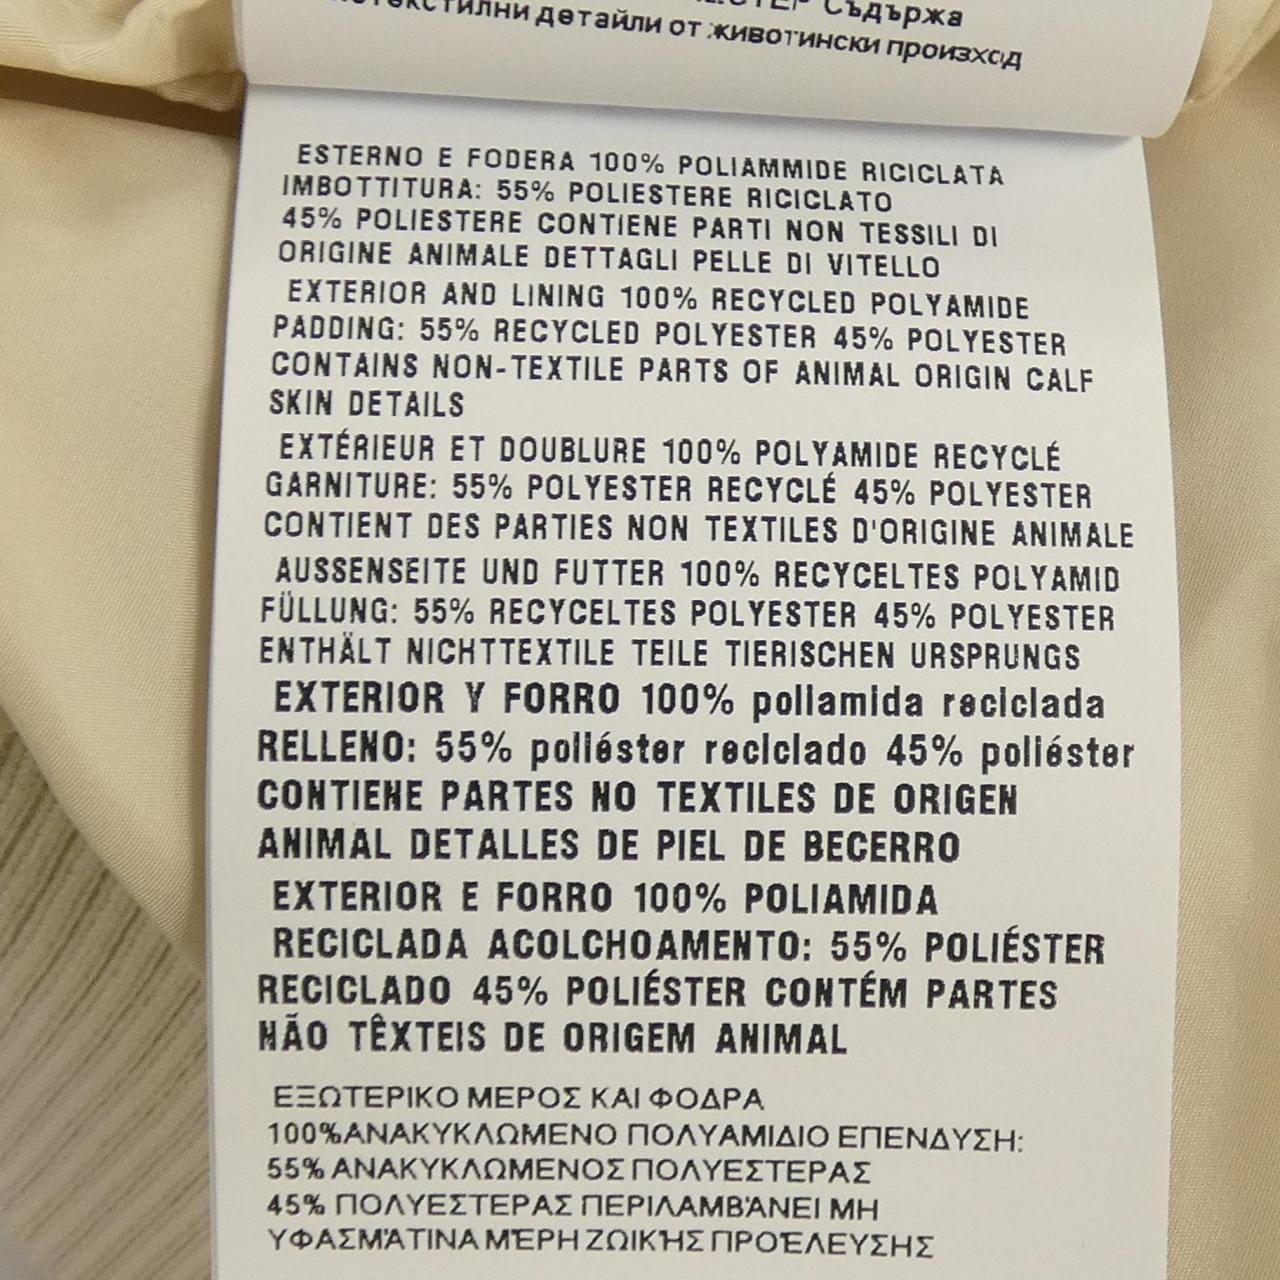 Съдържа
детайли от животински произход
ESTERNO E FODERA 100% POLIAMMIDE RICICLATA
IMBOTTITURA: 55% POLIESTERE RICICLATO
45% POLIESTERE CONTIENE PARTI NON TESSILI DI
ORIGINE ANIMALE DETTAGLI PELLE DI VITELLO
EXTERIOR AND LINING 100% RECYCLED POLYAMIDE
PADDING: 55% RECYCLED POLYESTER 45% POLYESTER
CONTAINS NON-TEXTILE PARTS OF ANIMAL ORIGIN CALF
SKIN DETAILS
EXTÉRIEUR ET DOUBLURE 100% POLYAMIDE RECYCLÉ
GARNITURE: 55% POLYESTER RECYCLÉ 45% POLYESTER
CONTIENT DES PARTIES NON TEXTILES D'ORIGINE ANIMALE
AUSSENSEITE UND FUTTER 100% RECYCELTES POLYAMID
FÜLLUNG: 55% RECYCELTES POLYESTER 45% POLYESTER
ENTHÄLT NICHTTEXTILE TEILE TIERISCHEN URSPRUNGS
EXTERIOR Y FORRO 100% poliamida reciclada
RELLENO: 55% poliéster reciclado 45% poliéster
CONTIENE PARTES NO TEXTILES DE ORIGEN
ANIMAL DETALLES DE PIEL DE BECERRO
EXTERIOR E FORRO 100% POLIAMIDA
RECICLADA ACOLCHOAMENTO: 55% POLIÉSTER
RECICLADO 45% POLIÉSTER CONTÉM PARTES
NÃO TÊXTEIS DE ORIGEM ANIMAL
ΕΞΩΤΕΡΙΚΟ ΜΕΡΟΣ ΚΑΙ ΦΟΔΡΑ
100%ΑΝΑΚΥΚΛΩΜΕΝΟ ΠΟΛΥΑΜΙΔΙΟ ΕΠΕΝΔΥΣΗ:
55% ΑΝΑΚΥΚΛΩΜΕΝΟΣ ΠΟΛΥΕΣΤΕΡΑΣ
45% ΠΟΛΥΕΣΤΕΡΑΣ ΠΕΡΙΛΑΜΒΆΝΕΙ ΜΗ
ΥΦΑΣΜΆΤΙΝΑ ΜΈΡΗ ΖΩΙΚΉΣ ΠΡΟΈΛΕΥΣΗΣ